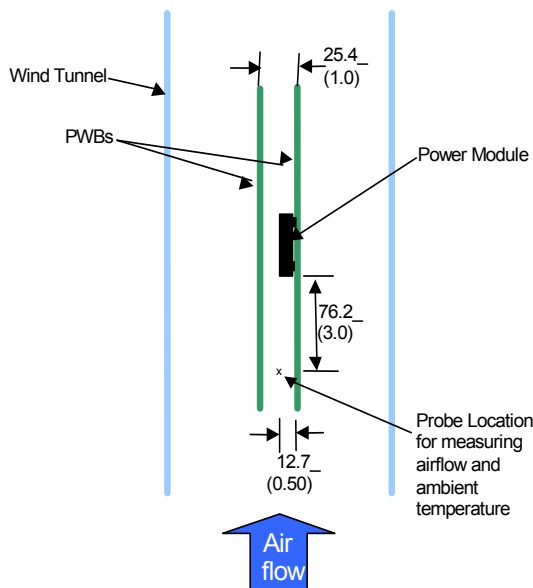 25.4_
(1.0)
Wind Tunnel
PWBs
Power Module
76.2_
(3.0)
x
Probe Location
for measuring
airflow and
ambient
temperature
12.7_
(0.50)
Air
flow